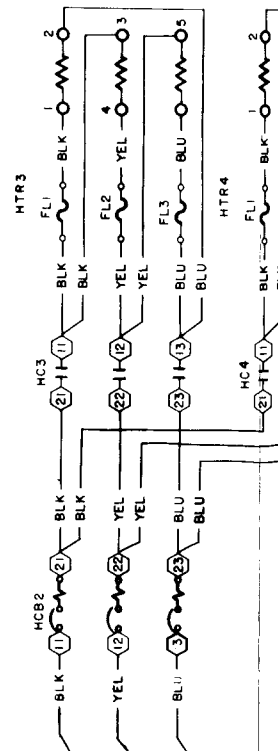 2
3
5
2
1
4
1
BLK
YEL
BLU
BLK
HTR3
HTR4
FL1
FL2
FL3
FL1
BLK
BLK
YEL
YEL
BLU
BLU
BLK
BLU
HC3
HC4
11
12
13
11
21
22
23
21
BLK
BLK
YEL
YEL
BLU
BLU
HCB2
21
22
23
11
12
3
BLK
YEL
BLU